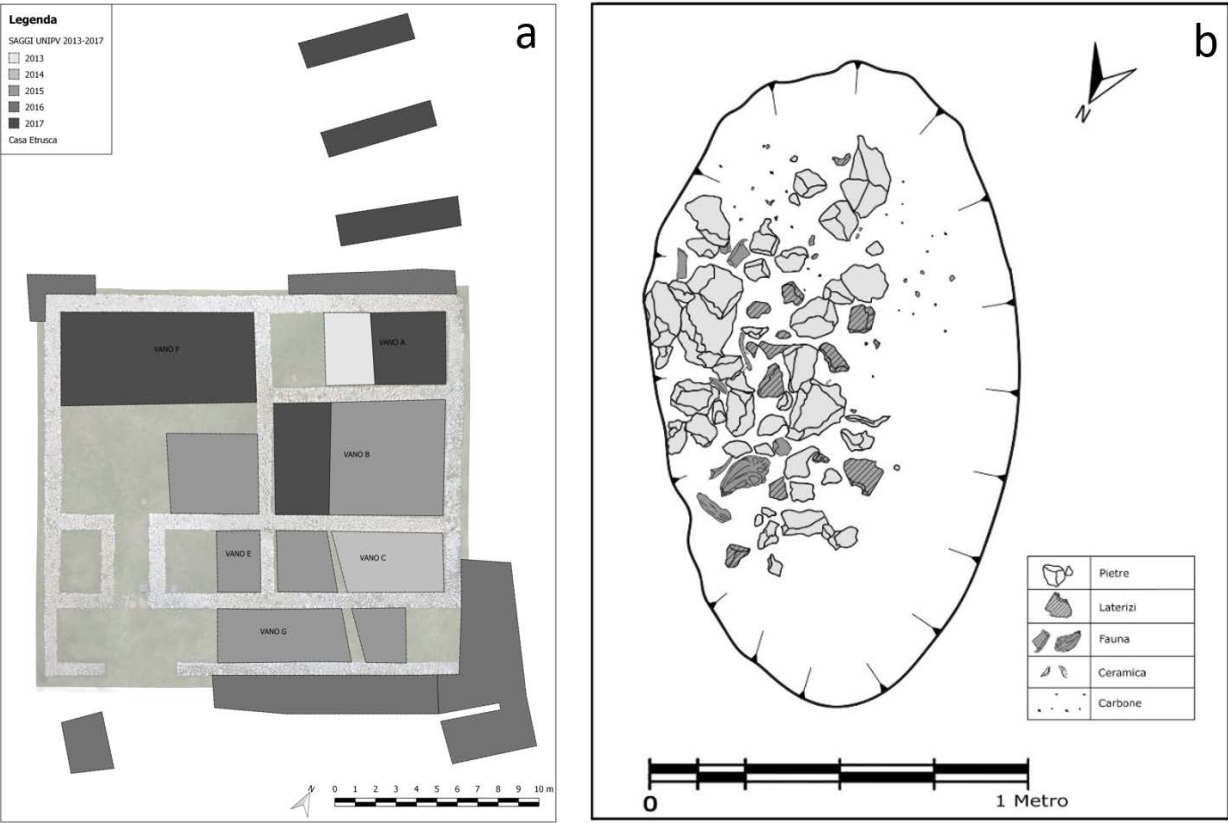 a
Legenda
SAGGI UNIPV 2013-2017
2013
2014
2015
2016
2017
Casa Etrusca
VANO F
VANO A
VANO B
VANO E
VANO C
VANO G
N
0 1 2 3 4 5 6 7 8 9 10 m
b
N
Pietre
Laterizi
Fauna
Ceramica
Carbone
0
1 Metro